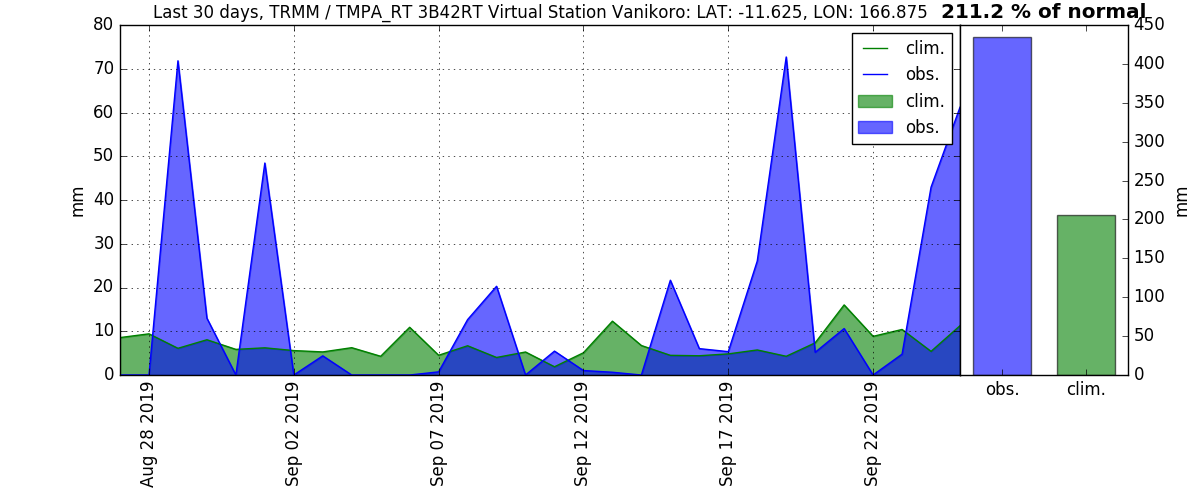 Last 30 days, TRMM / TMPA_RT 3B42RT Virtual Station Vanikoro: LAT: -11.625, LON: 166.875 211.2 % of normal
80
70
60
50
40
30
20
10
0
mm
clim.
obs.
clim.
obs.
450
400
350
300
250
200
150
100
50
0
mm
obs.
clim.
Aug 28 2019
Sep 02 2019
Sep 07 2019
Sep 12 2019
Sep 17 2019
Sep 22 2019